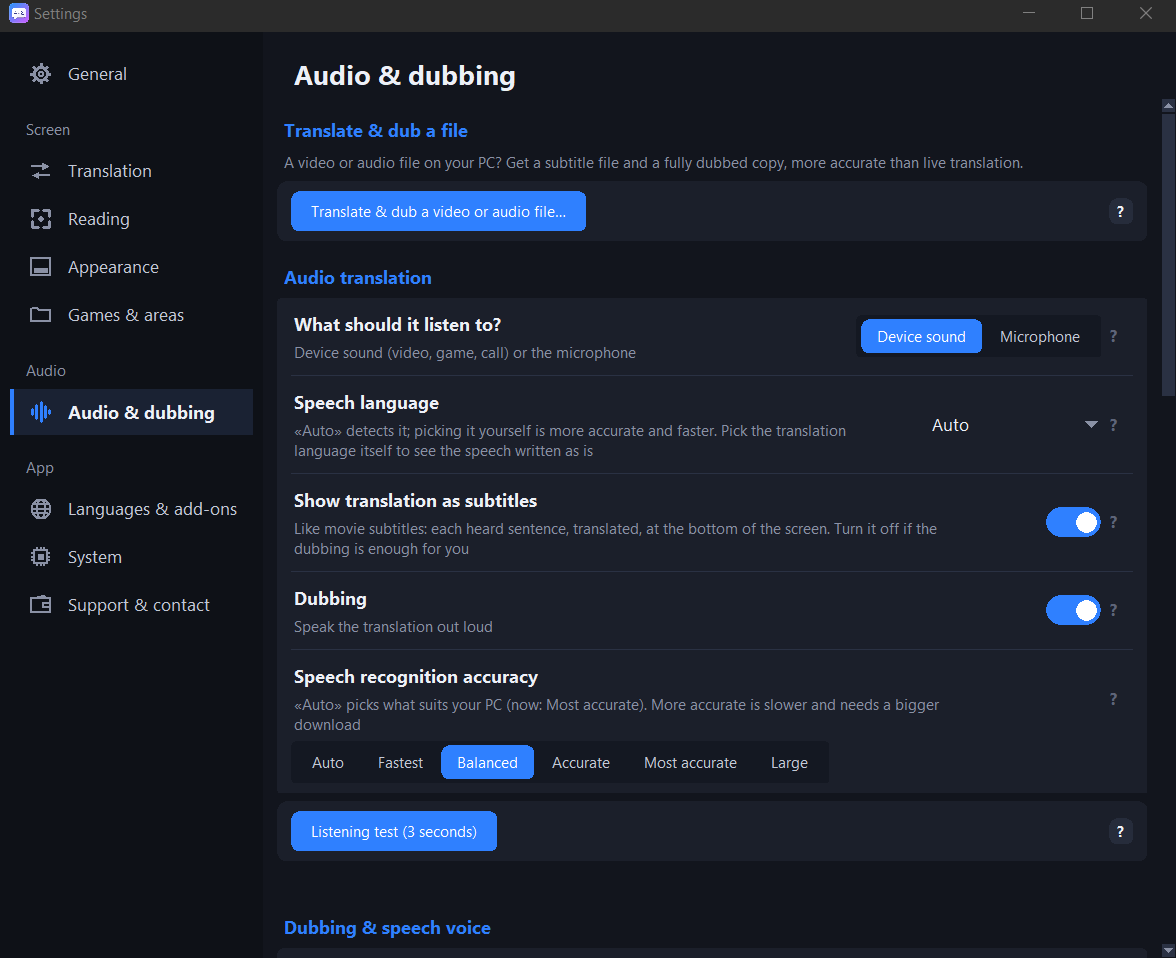 Settings
General
Screen
Translation
Reading
Appearance
Games & areas
Audio
Audio & dubbing
App
Languages & add-ons
System
Support & contact
Audio & dubbing
Translate & dub a file
A video or audio file on your PC? Get a subtitle file and a fully dubbed copy, more accurate than live translation.
Translate & dub a video or audio file...
?
Audio translation
What should it listen to?
Device sound (video, game, call) or the microphone
Device sound
Microphone
?
Speech language
«Auto» detects it; picking it yourself is more accurate and faster. Pick the translation
language itself to see the speech written as is
Auto
?
Show translation as subtitles
Like movie subtitles: each heard sentence, translated, at the bottom of the screen. Turn it off if the
dubbing is enough for you
?
Dubbing
Speak the translation out loud
?
Speech recognition accuracy
«Auto» picks what suits your PC (now: Most accurate). More accurate is slower and needs a bigger
download
?
Auto
Fastest
Balanced
Accurate
Most accurate
Large
Listening test (3 seconds)
?
Dubbing & speech voice